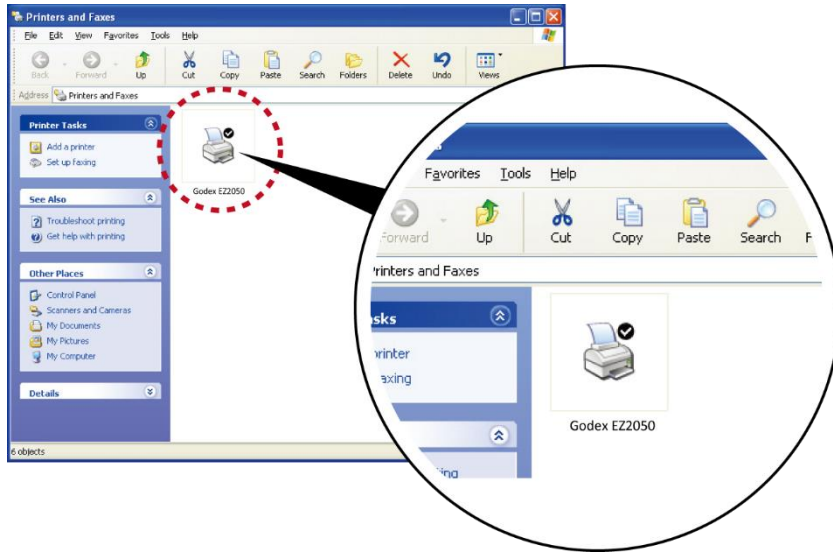 Printers and Faxes
File Edit View Favorites Tools Help
Back Forward Up Cut Copy Paste Search Folders Delete Undo Views
Address Printers and Faxes
Printer Tasks
Add a printer
Set up faxing
See Also
Troubleshoot printing
Get help with printing
Other Places
Control Panel
Scanners and Cameras
My Documents
My Pictures
My Computer
Details
6 objects
Godex EZ2050
Favorites Tools Help
Forward Up Cut Copy Paste Search F
Printers and Faxes
sks
printer
axing
ing
Godex EZ2050